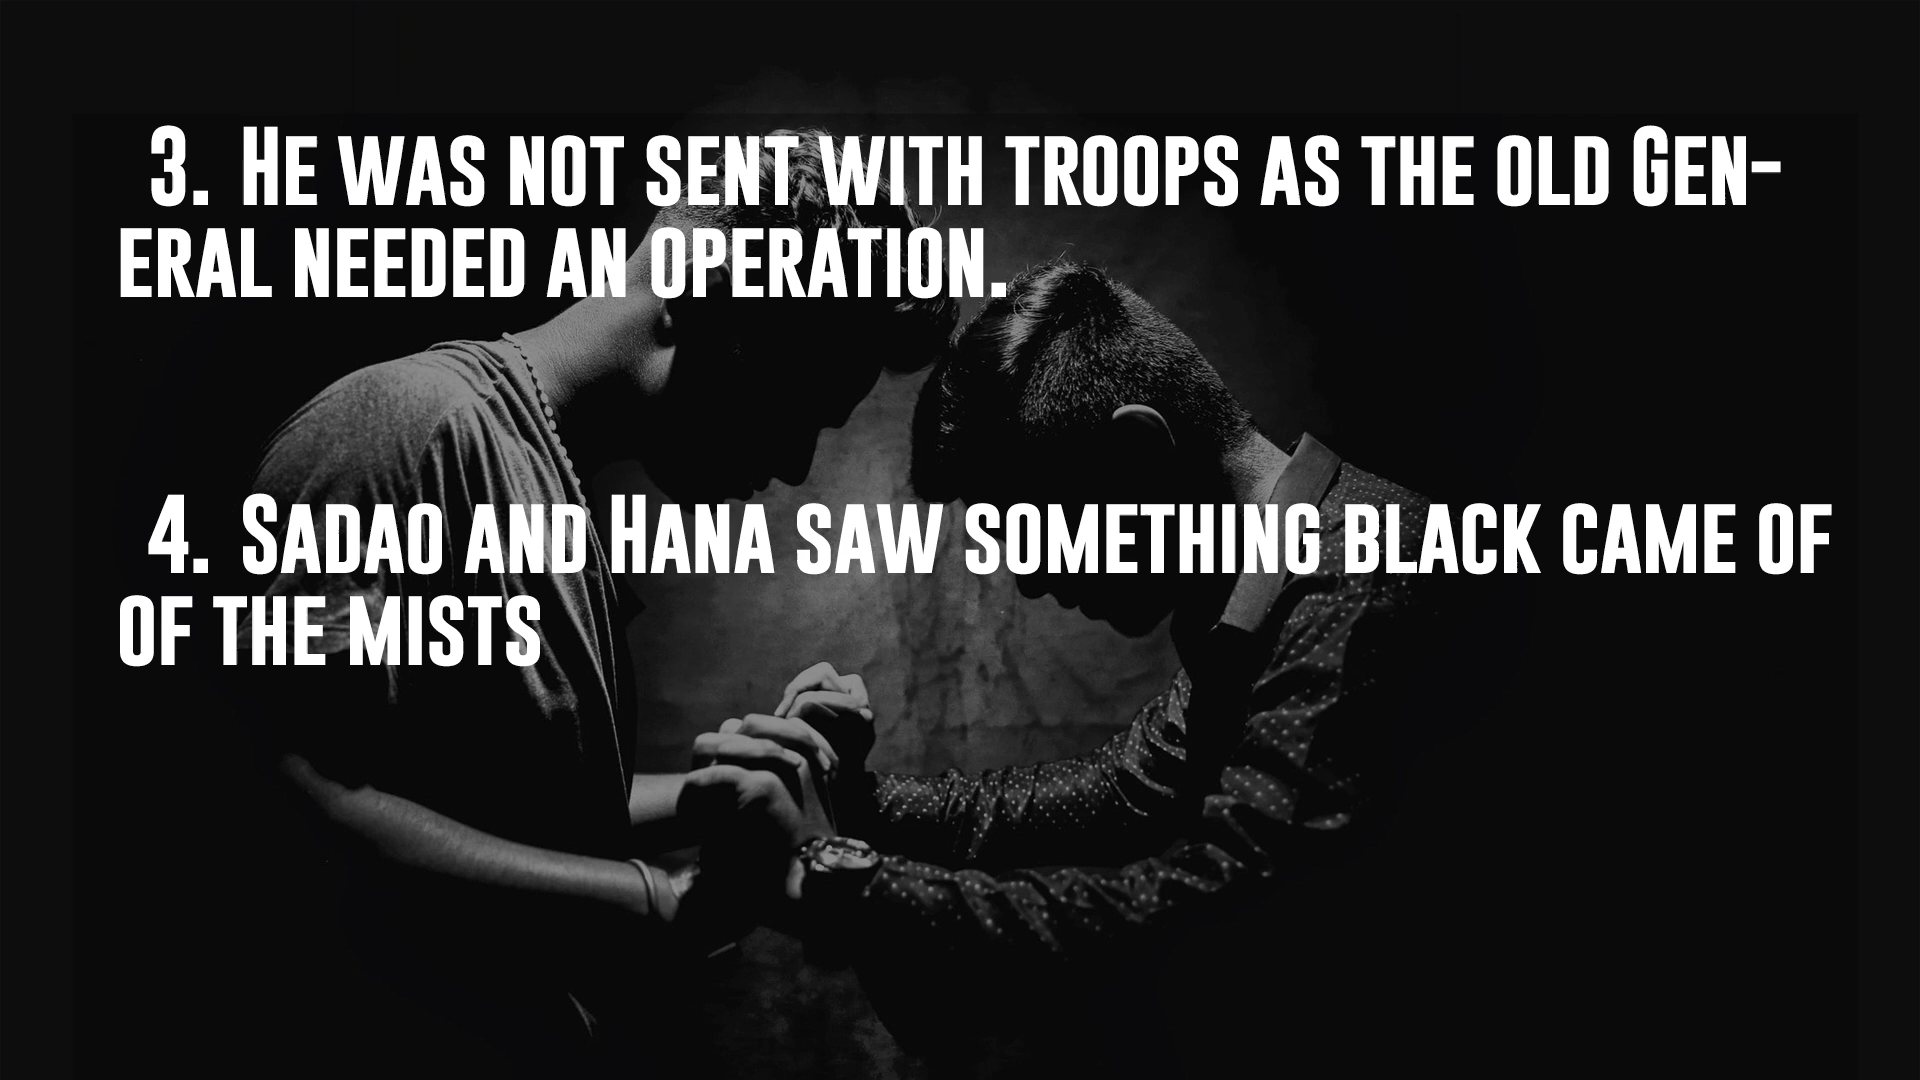 3. He was not sent with troops as the old Gen-
eral needed an operation.
4. Sadao and Hana saw something black came of
of the mists